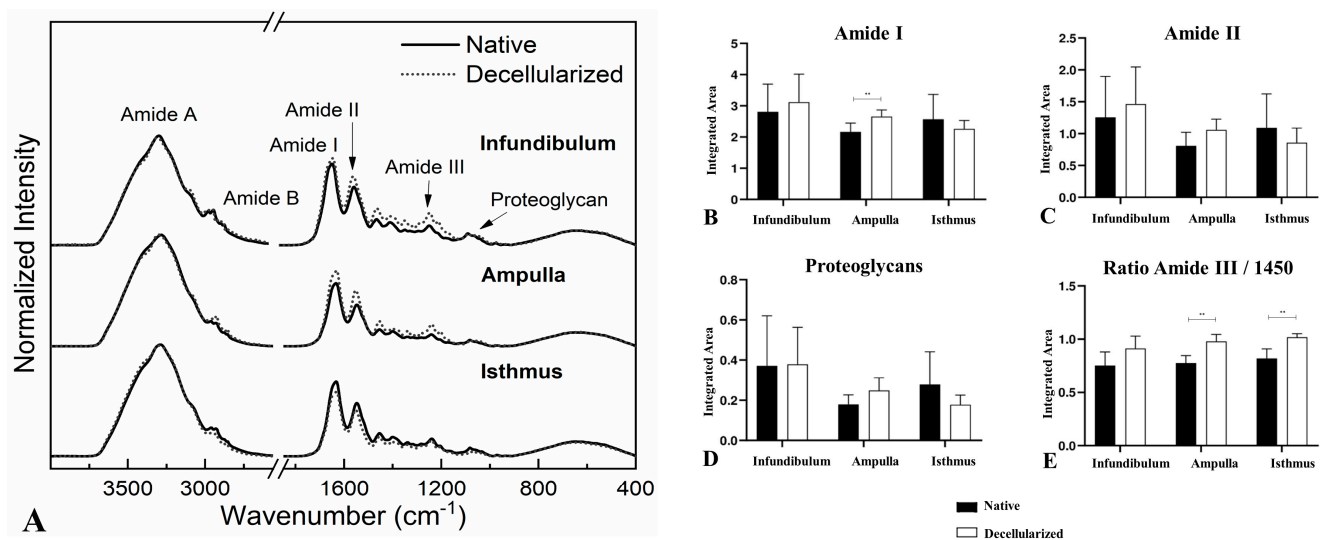 Native
Decellularized
Amide A
Amide II
Amide I
Infundibulum
Amide III
Amide B
Proteoglycan
Ampulla
Isthmus
Normalized Intensity
3500 3000 1600 1200 800 400
Wavenumber (cm⁻¹)
A
Amide I
5
4
3
2
1
0
Integrated Area
**
Infundibulum Ampulla Isthmus
B
Amide II
2.5
2.0
1.5
1.0
0.5
0.0
Integrated Area
Infundibulum Ampulla Isthmus
C
Proteoglycans
0.8
0.6
0.4
0.2
0.0
Integrated Area
Infundibulum Ampulla Isthmus
D
Ratio Amide III / 1450
1.5
1.0
0.5
0.0
Integrated Area
** **
Infundibulum Ampulla Isthmus
E
Native
Decellularized